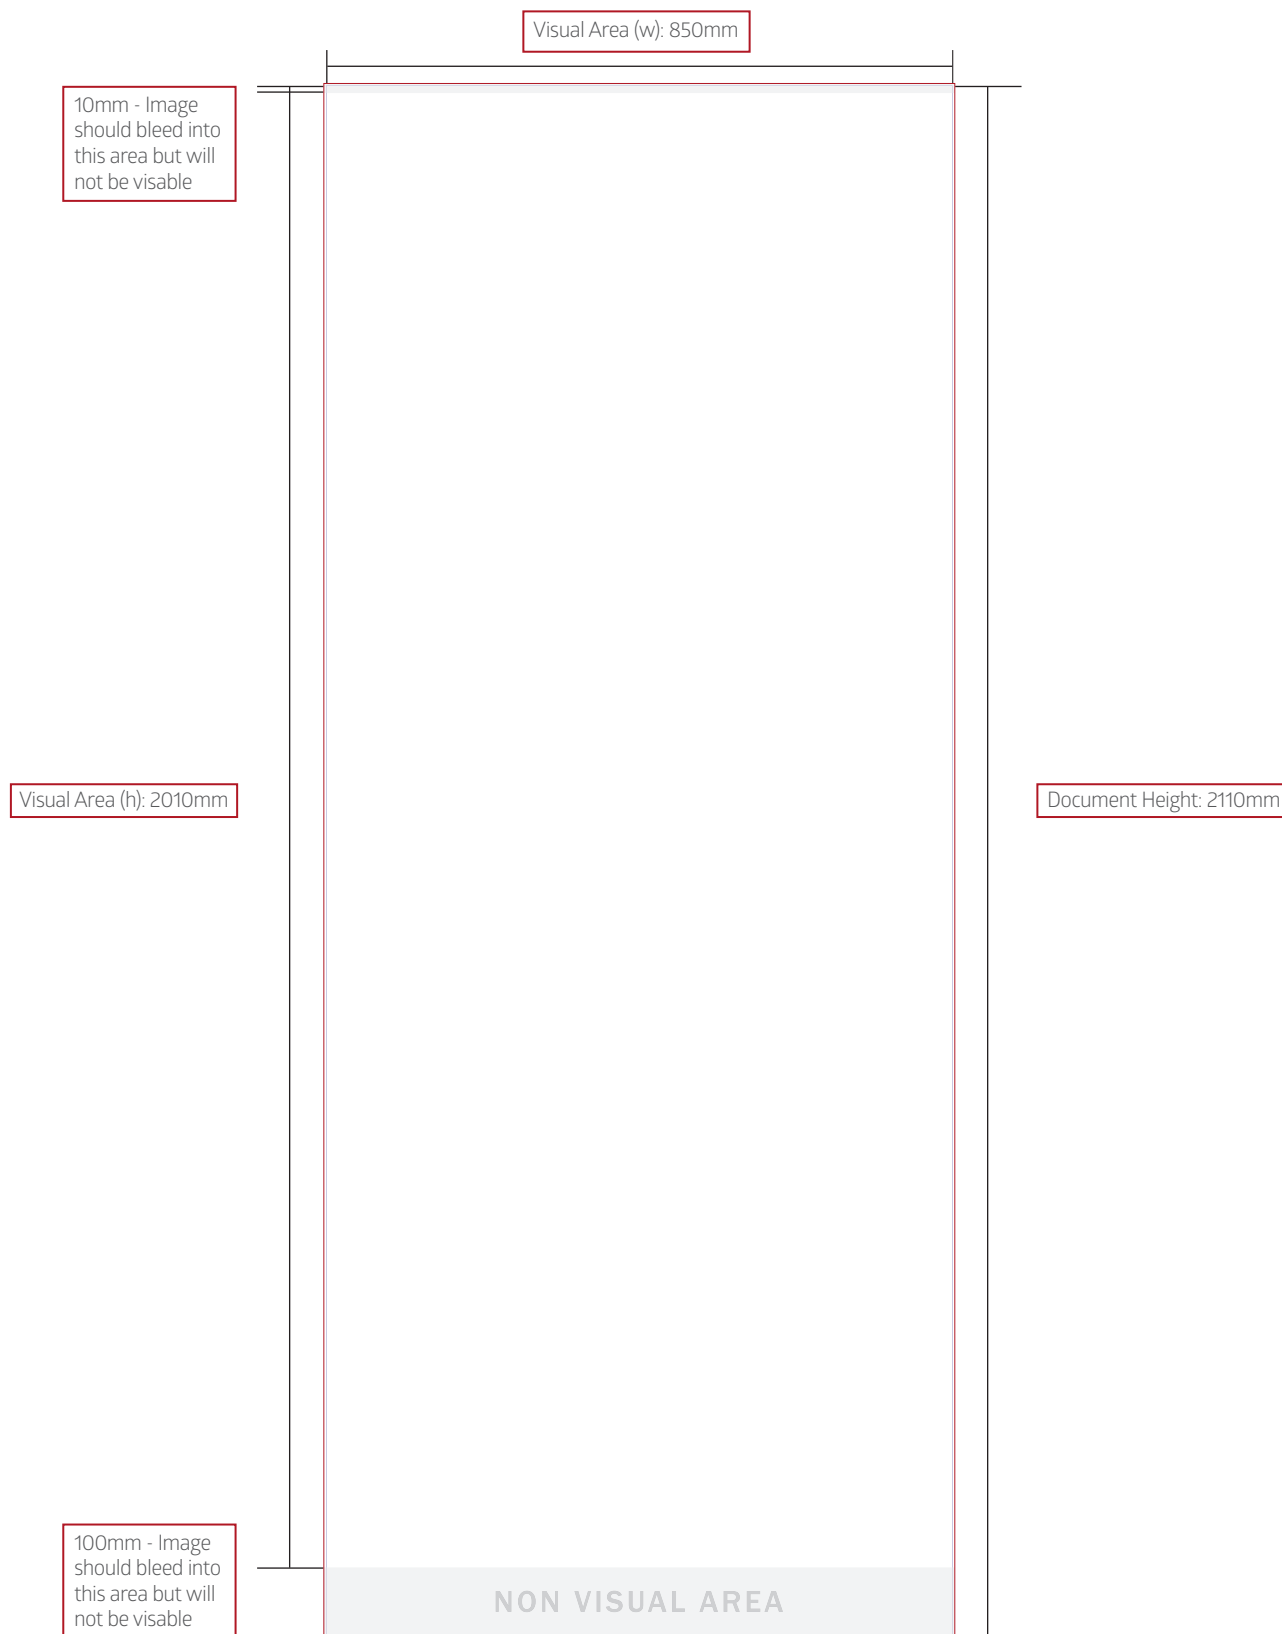 Visual Area (w): 850mm
10mm - Image
should bleed into
this area but will
not be visable
Visual Area (h): 2010mm
Document Height: 2110mm
100mm - Image
should bleed into
this area but will
not be visable
NON VISUAL AREA